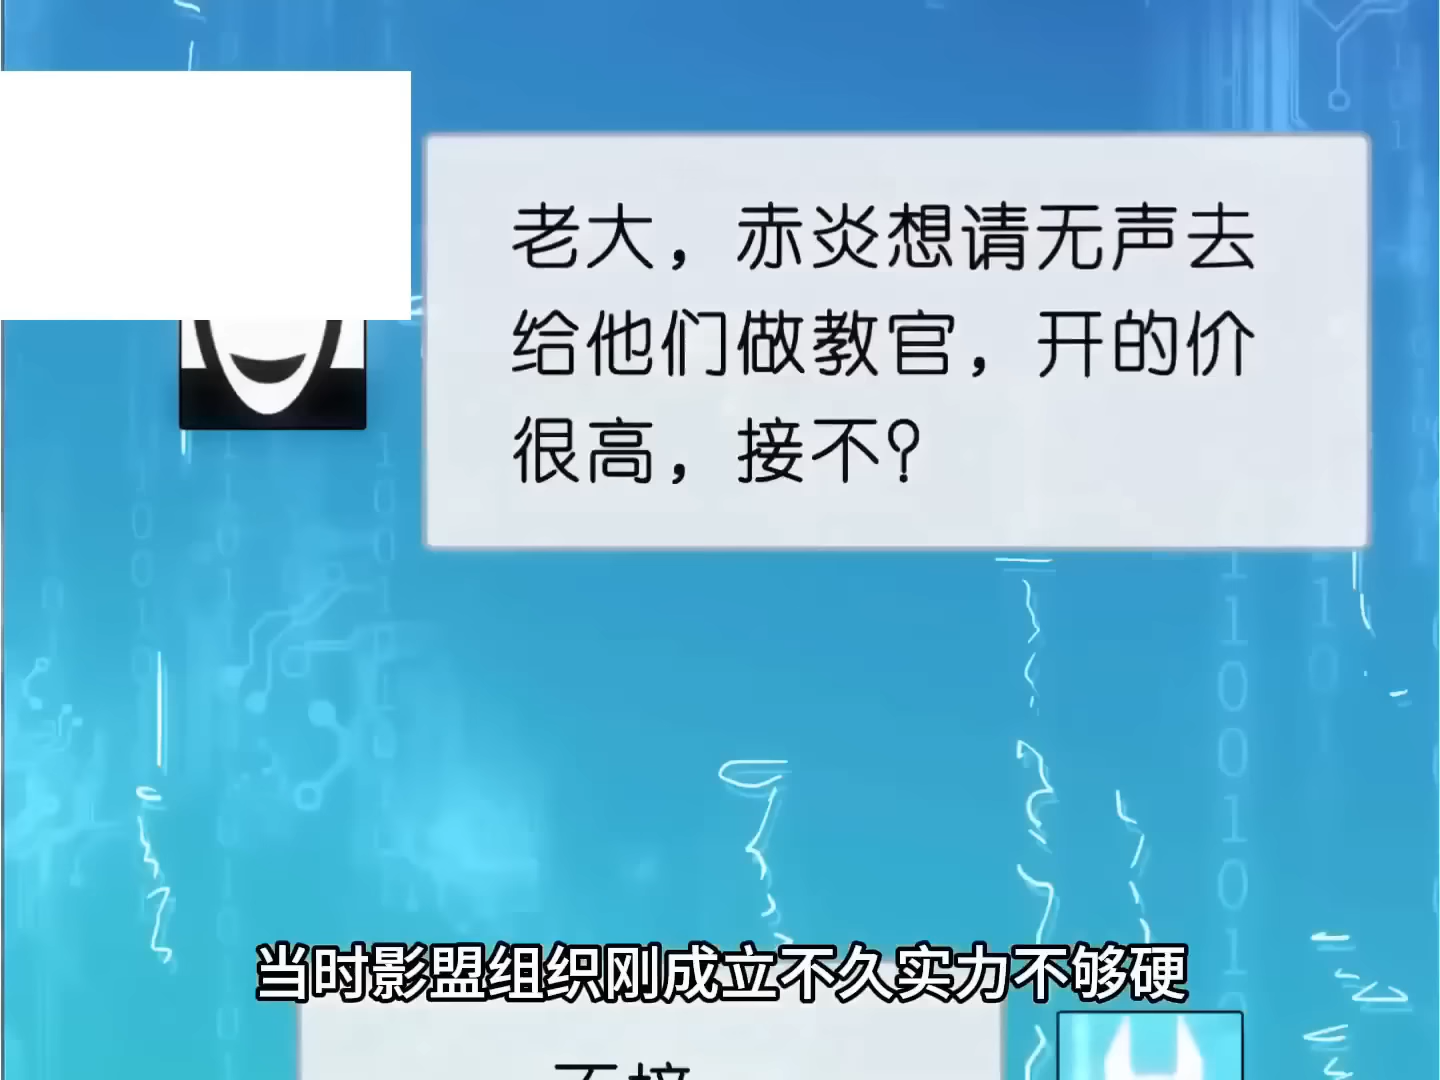 老大，赤炎想请无声去
给他们做教官，开的价
很高，接不？
当时影盟组织刚成立不久实力不够硬
不接